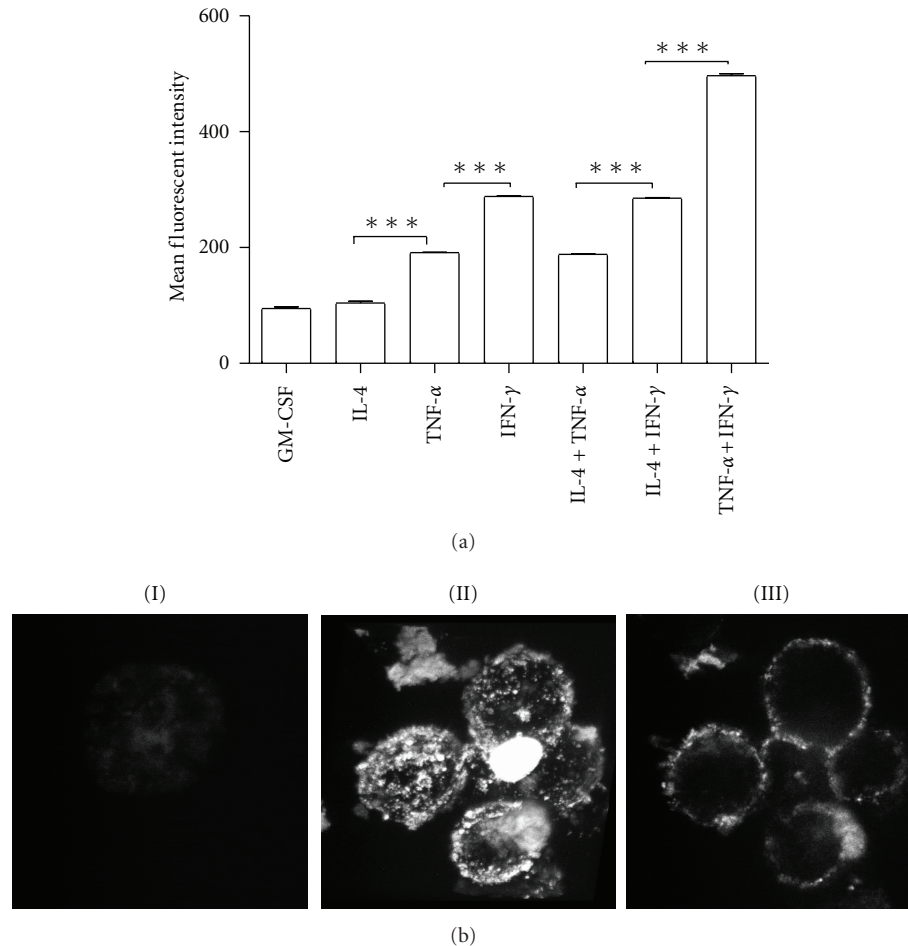 600
400
200
0
Mean fluorescent intensity
∗ ∗ ∗
∗ ∗ ∗
∗ ∗ ∗
∗ ∗ ∗
GM-CSF
IL-4
TNF-α
IFN-γ
IL-4 + TNF-α
IL-4 + IFN-γ
TNF-α + IFN-γ
(a)
(I)
(II)
(III)
(b)